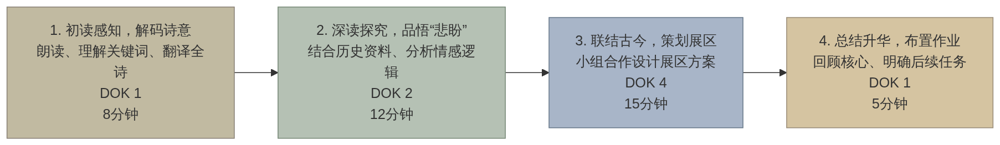 1. 初读感知，解码诗意
朗读、理解关键词、翻译全
诗
DOK 1
8分钟
2. 深读探究，品悟“悲盼”
结合历史资料、分析情感逻
辑
DOK 2
12分钟
3. 联结古今，策划展区
小组合作设计展区方案
DOK 4
15分钟
4. 总结升华，布置作业
回顾核心、明确后续任务
DOK 1
5分钟